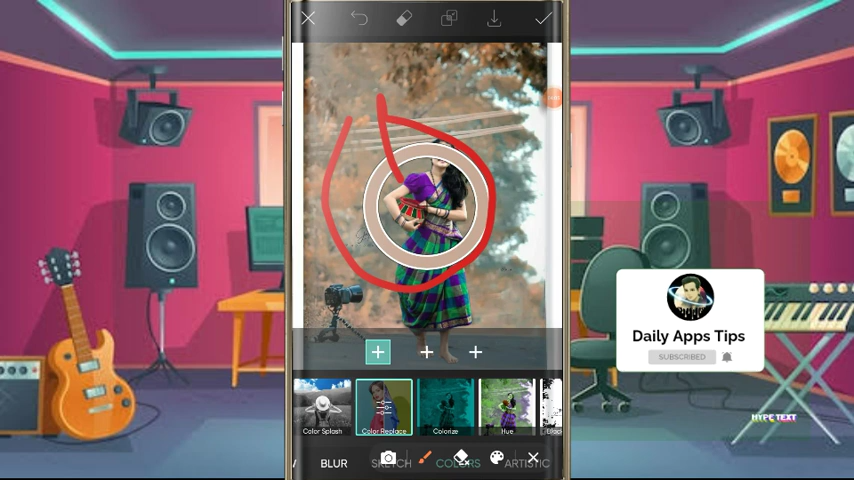 Daily Apps Tips
SUBSCRIBED
HYPE TEXT
Color Splash
Color Replace
Colorize
Hue
BLUR
SKETCH
COLORS
ARTISTIC